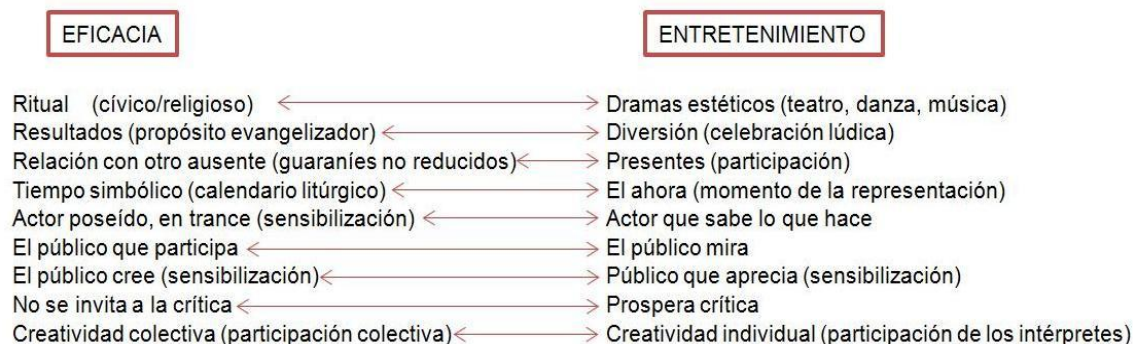 EFICACIA ENTRETENIMIENTO
Ritual (cívico/religioso) Dramas estéticos (teatro, danza, música)
Resultados (propósito evangelizador) Diversión (celebración lúdica)
Relación con otro ausente (guaraníes no reducidos) Presentes (participación)
Tiempo simbólico (calendario litúrgico) El ahora (momento de la representación)
Actor poseído, en trance (sensibilización) Actor que sabe lo que hace
El público que participa El público mira
El público cree (sensibilización) Público que aprecia (sensibilización)
No se invita a la crítica Prospera crítica
Creatividad colectiva (participación colectiva) Creatividad individual (participación de los intérpretes)